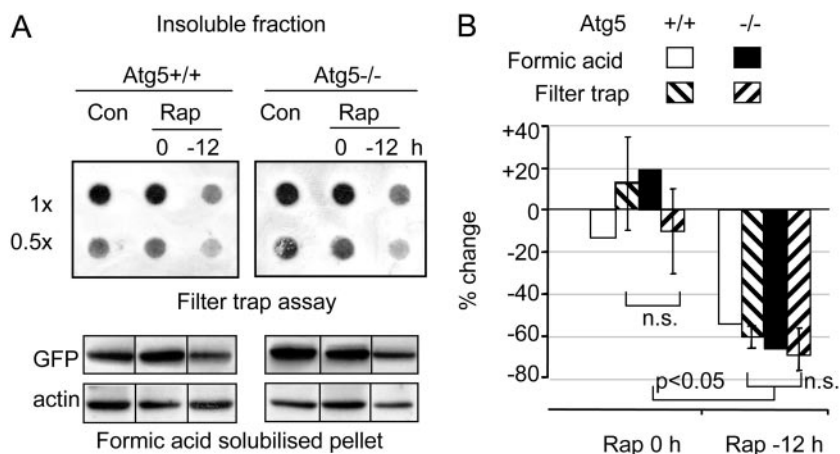 A
Insoluble fraction
Atg5+/+
Atg5-/-
Con
Rap
Con
Rap
0 -12
0 -12 h
1x
0.5x
Filter trap assay
GFP
actin
Formic acid solubilised pellet
B
Atg5 +/+ -/-
Formic acid
Filter trap
+40
+20
0
-20
-40
-60
-80
% change
n.s.
p<0.05
n.s.
Rap 0 h
Rap -12 h